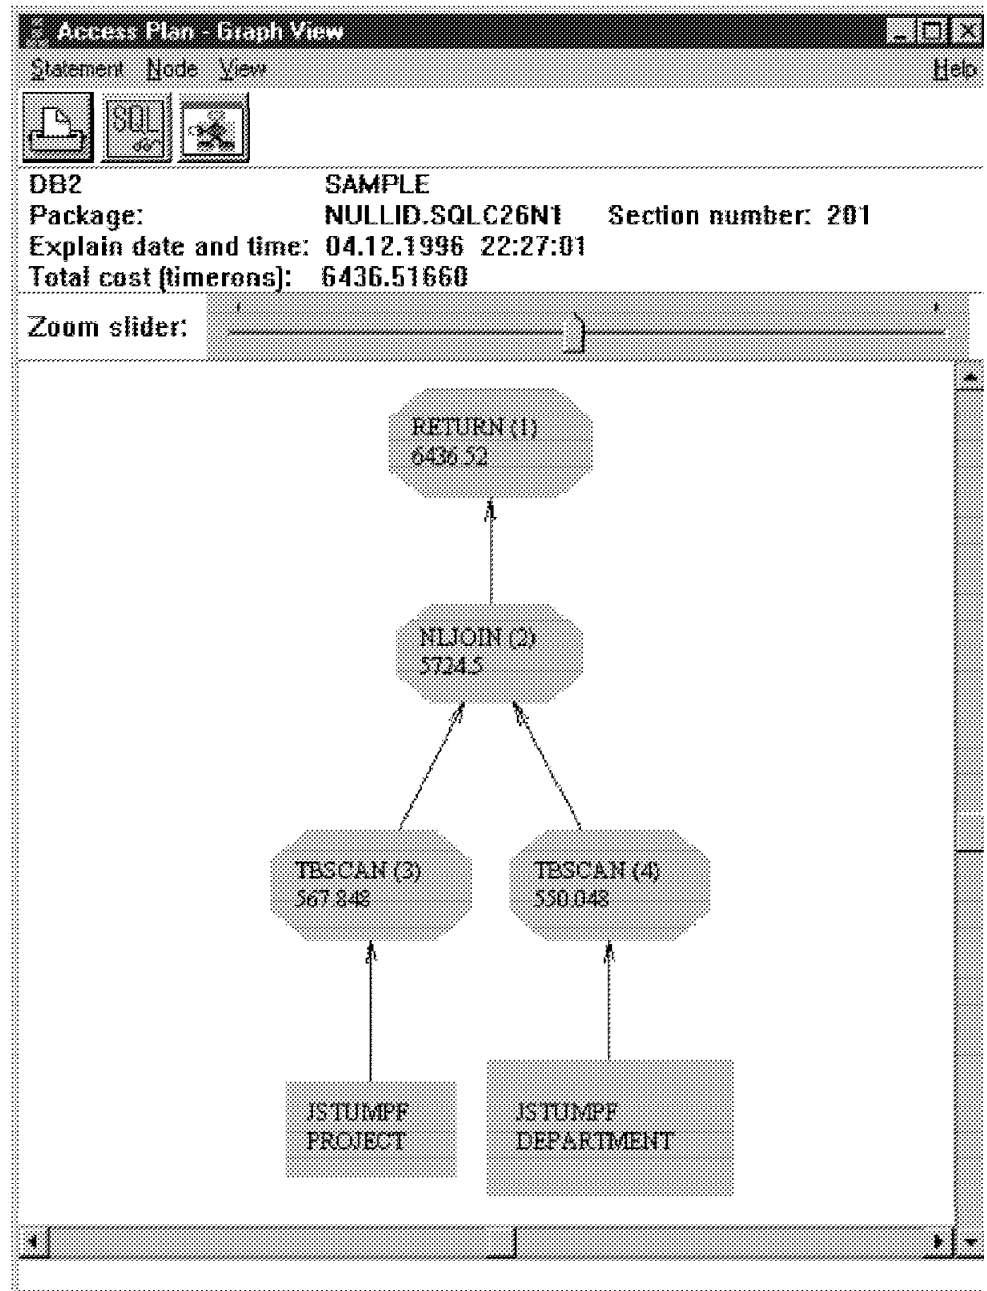 Access Plan - Graph View
Statement Node View Help
SQL
DB2 SAMPLE
Package: NULLID.SQLC26N1 Section number: 201
Explain date and time: 04.12.1996 22:27:01
Total cost (timerons): 6436.51660
Zoom slider:
RETURN (1)
6436.52
NLJOIN (2)
5724.5
TBSCAN (3)
567.848
TBSCAN (4)
550.048
JSTUMPF
PROJECT
JSTUMPF
DEPARTMENT